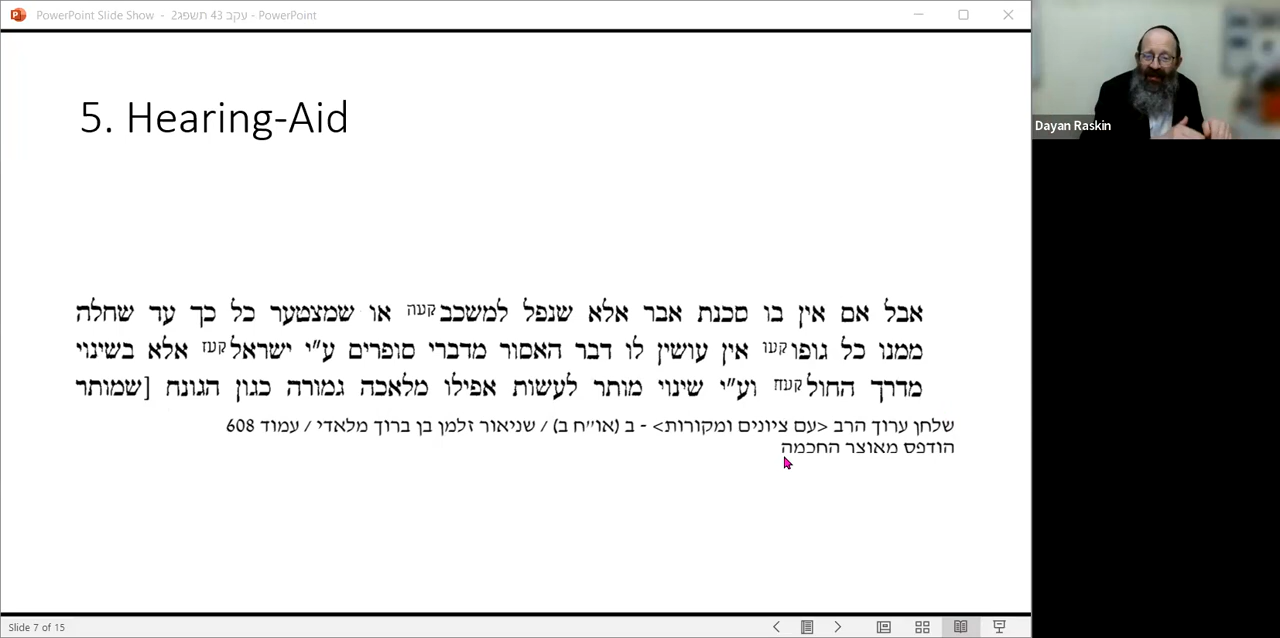 PowerPoint Slide Show - עקב 43 תשפג2 - PowerPoint
5. Hearing-Aid
אבל אם אין בו סכנת אבר אלא שנפל למשכב קעה או שמצטער כל כך עד שחלה
ממנו כל גופו קעו אין עושין לו דבר האסור מדברי סופרים ע"י ישראל קעז אלא בשינוי
מדרך החול קעח וע"י שינוי מותר לעשות אפילו מלאכה גמורה כגון הגונח [שמותר
שלחן ערוך הרב <עם ציונים ומקורות> - ב (או"ח ב) / שניאור זלמן בן ברוך מלאדי / עמוד 608
הודפס מאוצר החכמה
Slide 7 of 15
Dayan Raskin